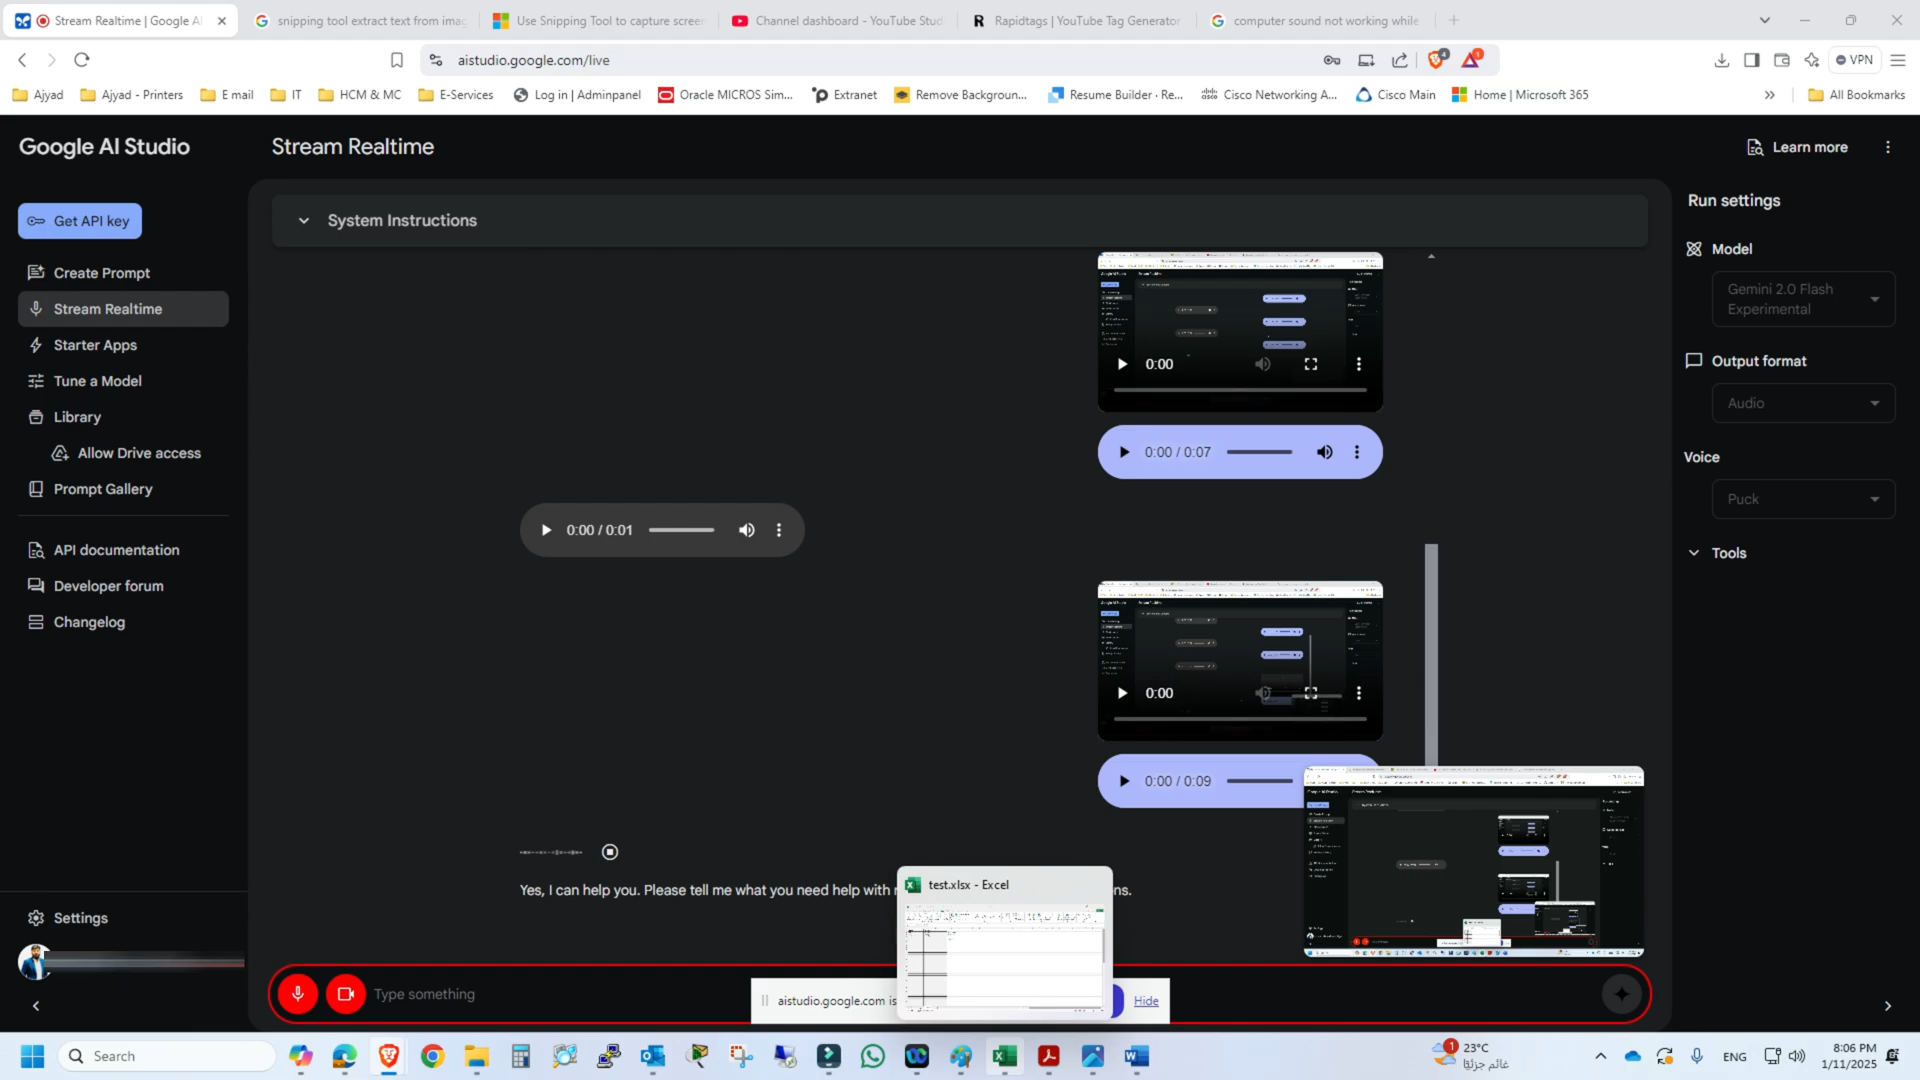 Stream Realtime | Google AI
snipping tool extract text from imag
Use Snipping Tool to capture screen
Channel dashboard - YouTube Stud
Rapidtags | YouTube Tag Generator
computer sound not working while
aistudio.google.com/live
4
1
VPN
Ajyad
Ajyad - Printers
E mail
IT
HCM & MC
E-Services
Log in | Adminpanel
Oracle MICROS Sim...
Extranet
Remove Backgroun...
Resume Builder · Re...
Cisco Networking A...
Cisco Main
Home | Microsoft 365
All Bookmarks
Google AI Studio
Stream Realtime
Learn more
Get API key
System Instructions
Run settings
Create Prompt
Model
Stream Realtime
Gemini 2.0 Flash
Experimental
Starter Apps
Tune a Model
0:00
Output format
Library
Audio
Allow Drive access
0:00 / 0:07
Voice
Prompt Gallery
Puck
0:00 / 0:01
API documentation
Tools
Developer forum
Changelog
0:00
0:00 / 0:09
Yes, I can help you. Please tell me what you need help with
test.xlsx - Excel
Settings
Type something
aistudio.google.com is
Hide
Search
1
23°C
غائم جزئيًا
ENG
8:06 PM
1/11/2025